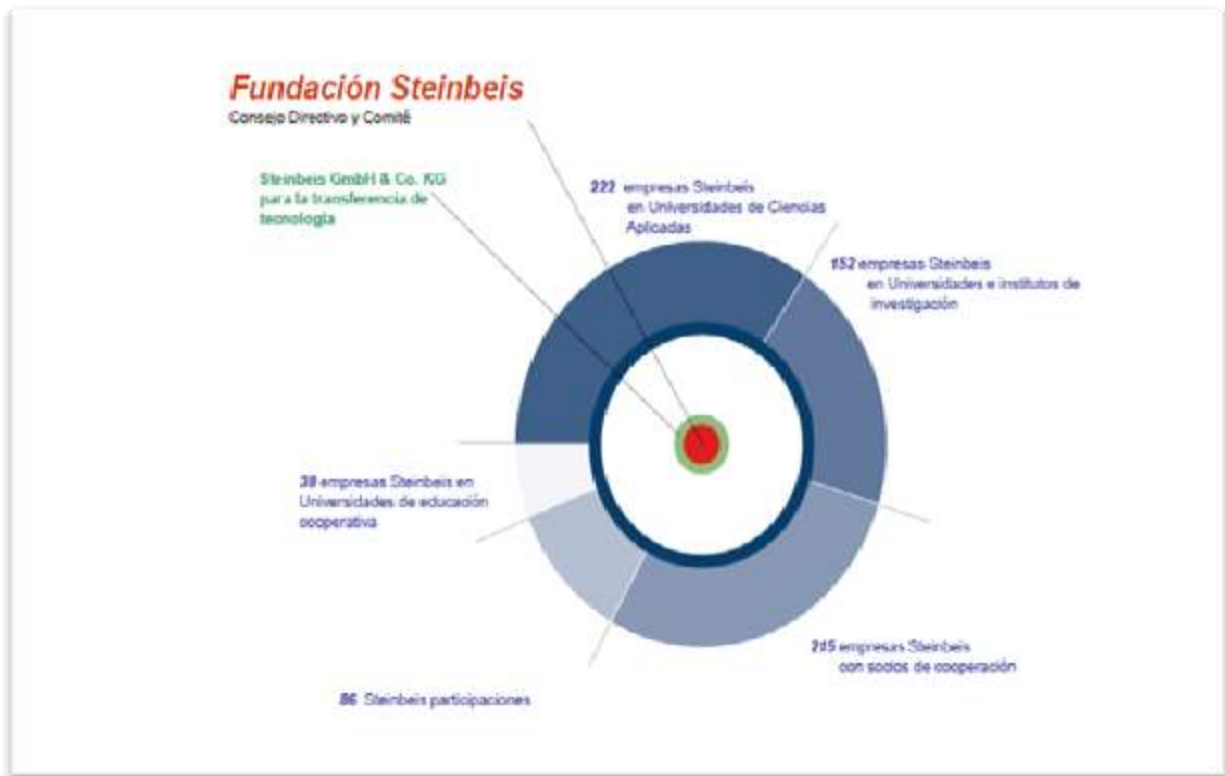 Fundación Steinbeis
Consejo Directivo y Comité
Steinbeis GmbH & Co. KG
para la transferencia de
tecnología
222 empresas Steinbeis
en Universidades de Ciencias
Aplicadas
152 empresas Steinbeis
en Universidades e institutos de
investigación
empresas Steinbeis en
Universidades de educación
cooperativa
215 empresas Steinbeis
con socios de cooperación
86 Steinbeis participaciones